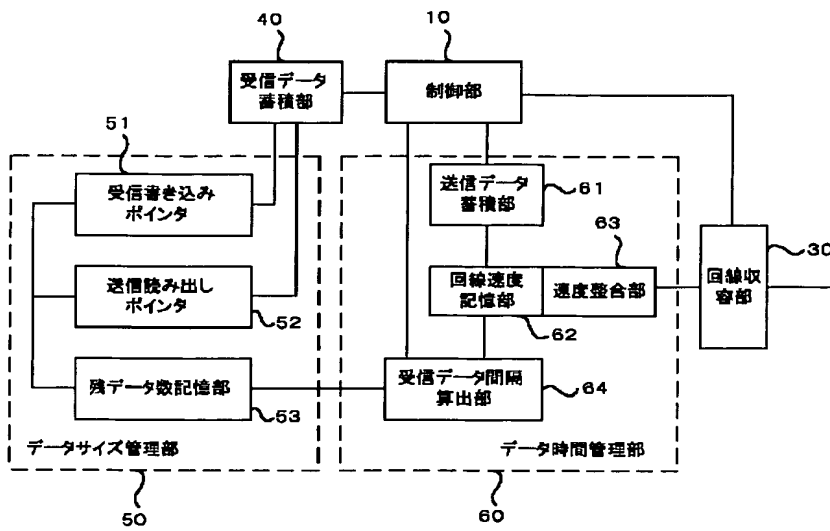 40
10
受信データ
蓄積部
制御部
51
受信書き込み
ポインタ
送信データ
蓄積部
61
63
30
送信読み出し
ポインタ
52
回線速度
記憶部
速度整合部
62
回線収
容部
残データ数記憶部
53
受信データ間隔
算出部
64
データサイズ管理部
データ時間管理部
50
60